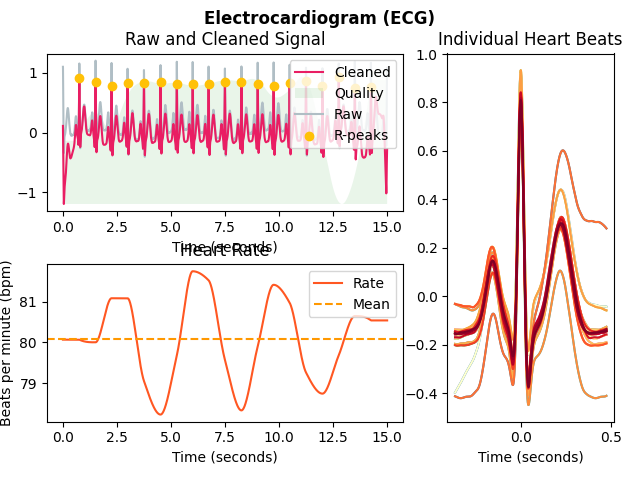 Electrocardiogram (ECG)
Raw and Cleaned Signal
1
0
−1
Cleaned
Quality
Raw
R-peaks
0.0 2.5 5.0 7.5 10.0 12.5 15.0
Time (seconds)
Heart Rate
Beats per minute (bpm)
81
80
79
Rate
Mean
0.0 2.5 5.0 7.5 10.0 12.5 15.0
Time (seconds)
Individual Heart Beats
1.0
0.8
0.6
0.4
0.2
0.0
−0.2
−0.4
0.0 0.5
Time (seconds)